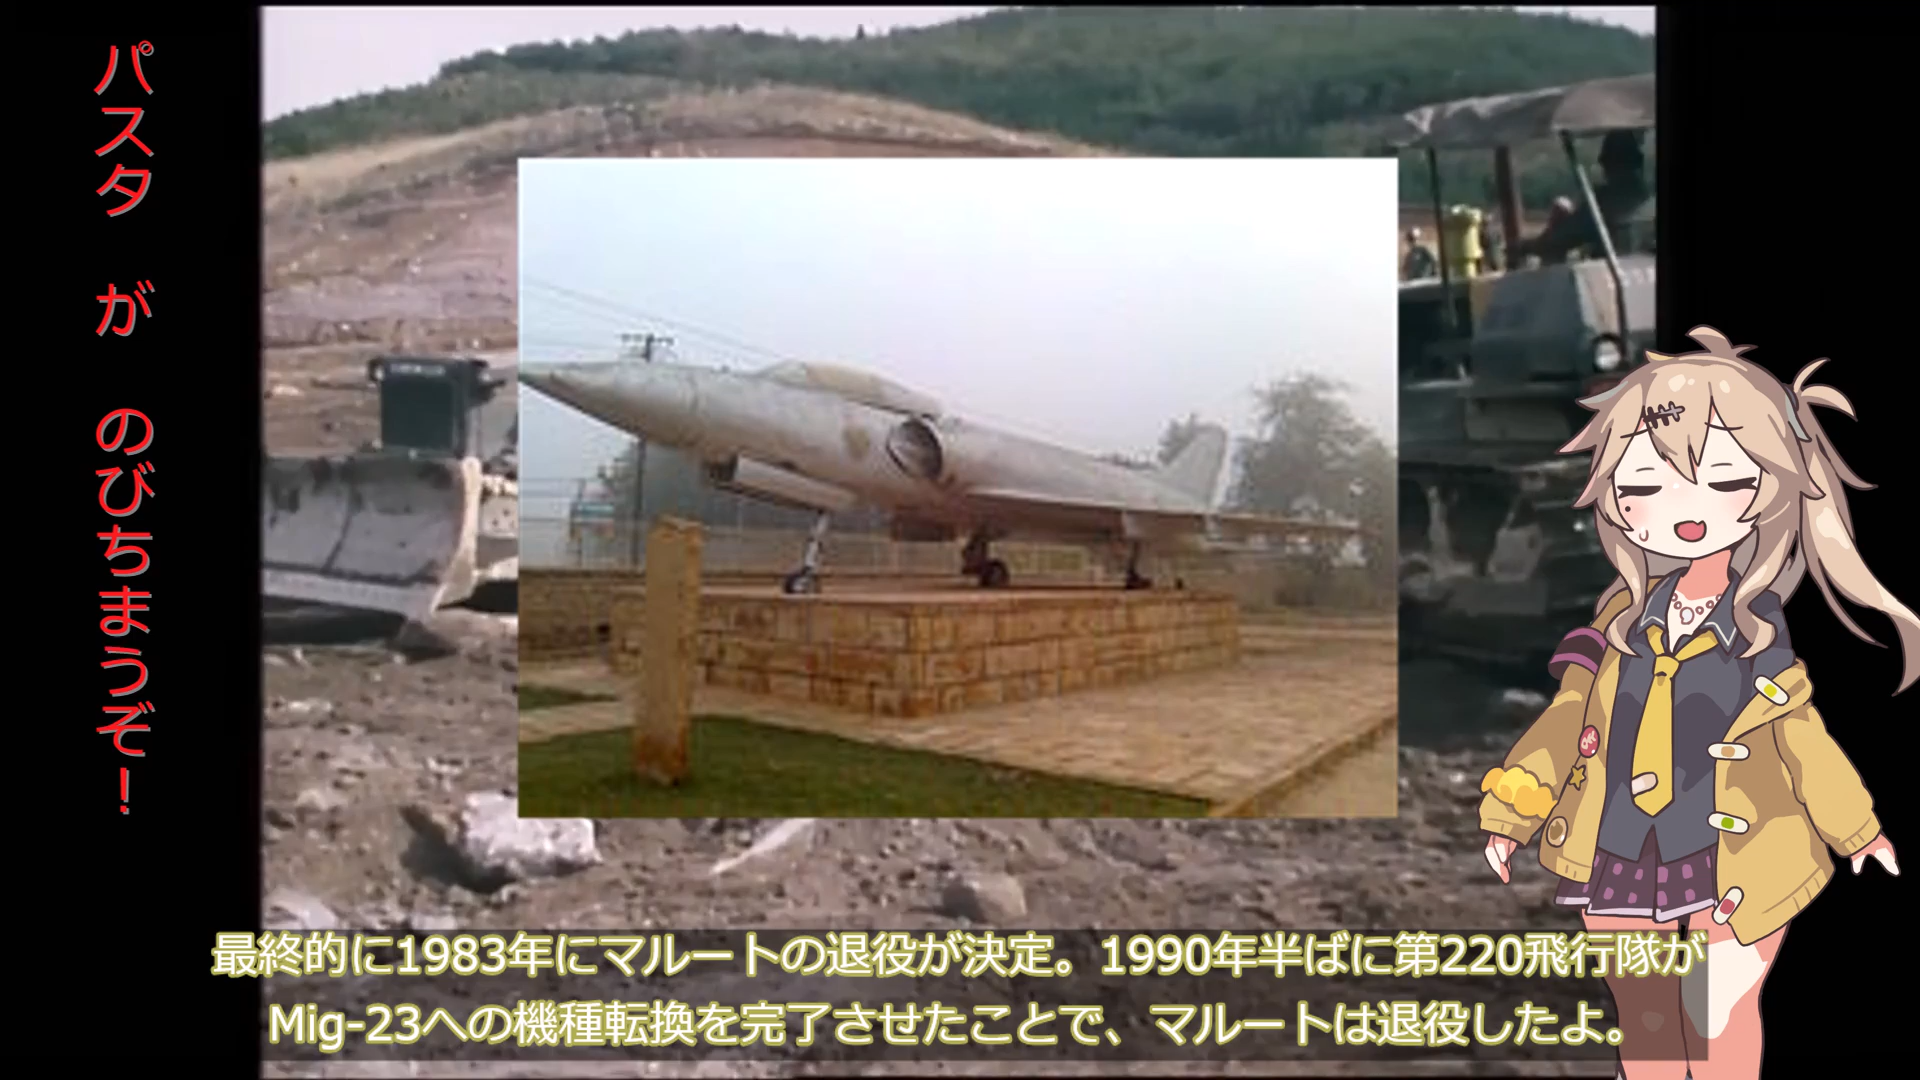 パスタ が のびちまうぞ！
最終的に1983年にマルートの退役が決定。1990年半ばに第220飛行隊が
Mig-23への機種転換を完了させたことで、マルートは退役したよ。